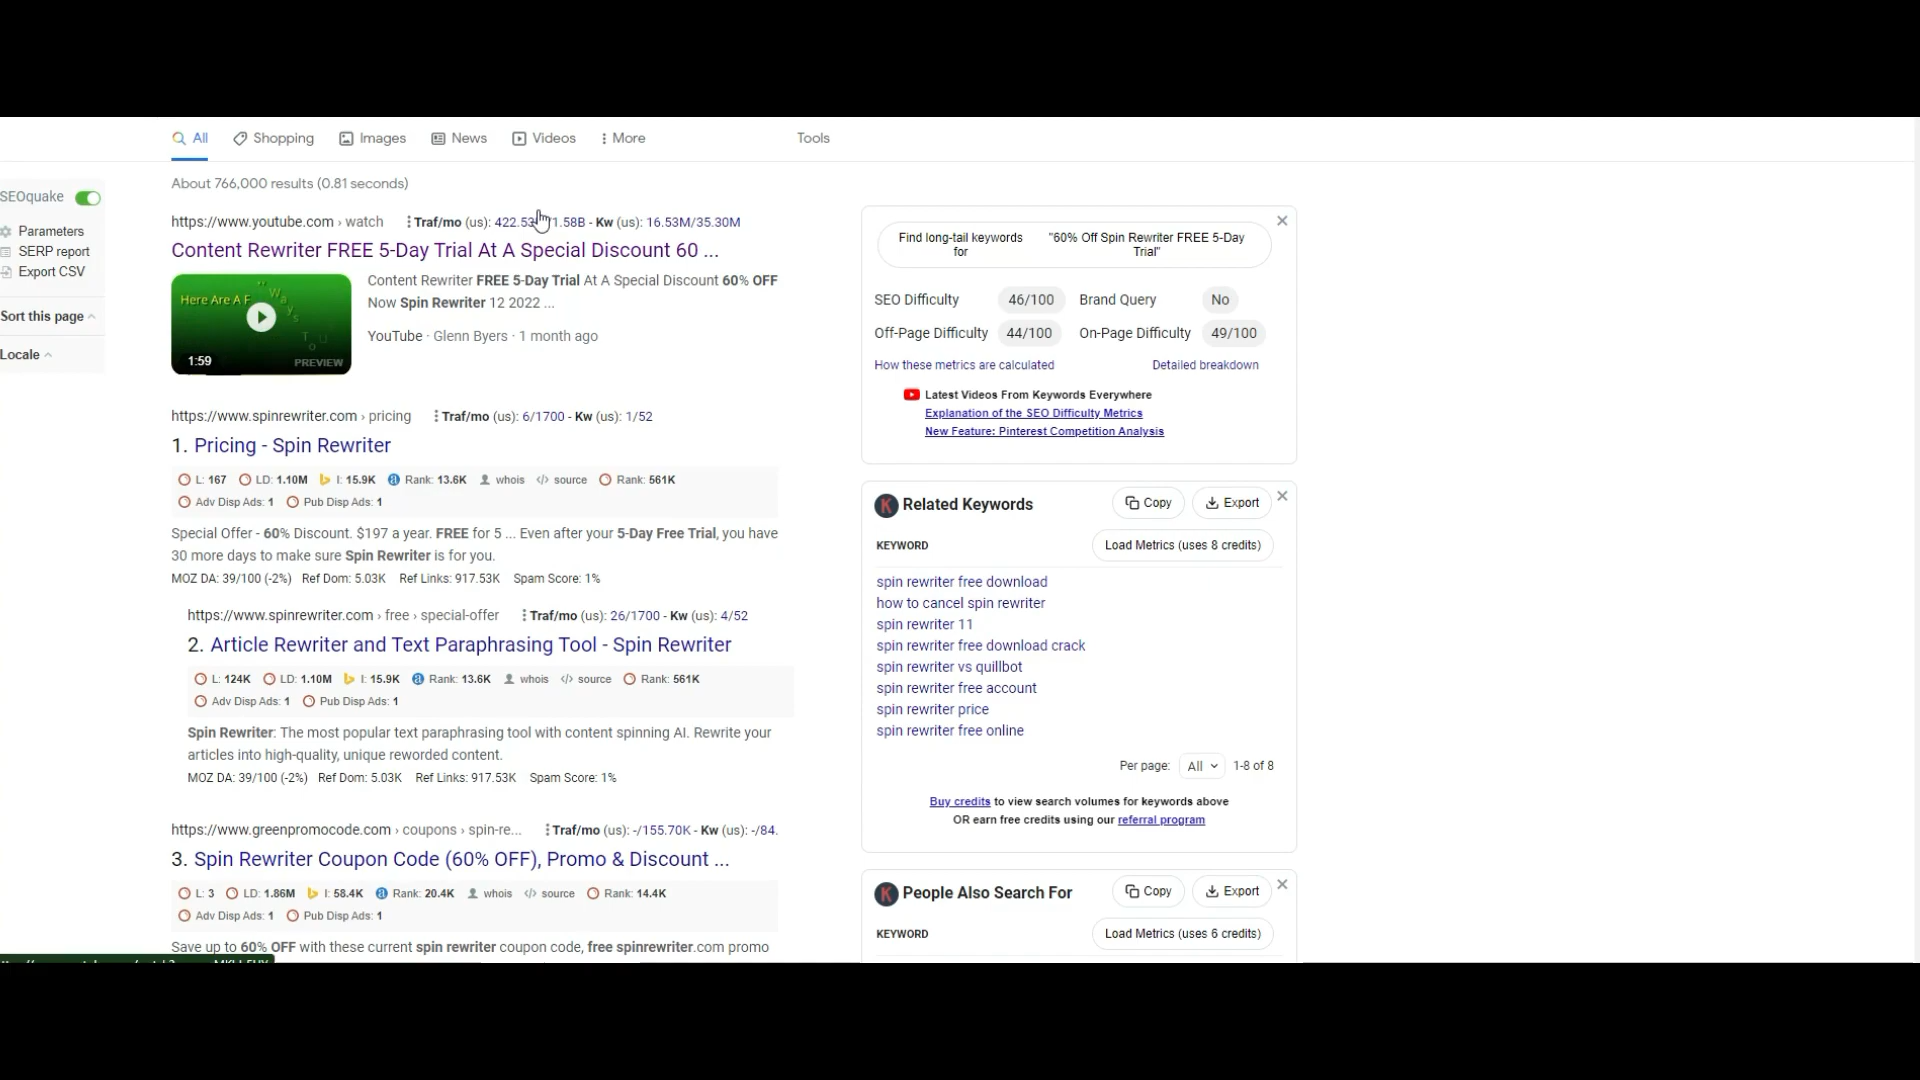 All Shopping Images News Videos More Tools
About 766,000 results (0.81 seconds)
SEOquake
Parameters
SERP report
Export CSV
Sort this page
Locale
https://www.youtube.com › watch Traf/mo (us): 1.58B - Kw (us): 16.53M/35.30M
Content Rewriter FREE 5-Day Trial At A Special Discount 60 ...
Here Are A F
Wa
y
s
T
o
U
1:59 PREVIEW
Content Rewriter FREE 5-Day Trial At A Special Discount 60% OFF
Now Spin Rewriter 12 2022 ...
YouTube · Glenn Byers · 1 month ago
https://www.spinrewriter.com › pricing Traf/mo (us): 6/1700 - Kw (us): 1/52
1. Pricing - Spin Rewriter
L: 167 LD: 1.10M I: 15.9K Rank: 13.6K whois </> source Rank: 561K
Adv Disp Ads: 1 Pub Disp Ads: 1
Special Offer - 60% Discount. $197 a year. FREE for 5 ... Even after your 5-Day Free Trial, you have
30 more days to make sure Spin Rewriter is for you.
MOZ DA: 39/100 (-2%) Ref Dom: 5.03K Ref Links: 917.53K Spam Score: 1%
https://www.spinrewriter.com › free › special-offer Traf/mo (us): 26/1700 - Kw (us): 4/52
2. Article Rewriter and Text Paraphrasing Tool - Spin Rewriter
L: 124K LD: 1.10M I: 15.9K Rank: 13.6K whois </> source Rank: 561K
Adv Disp Ads: 1 Pub Disp Ads: 1
Spin Rewriter: The most popular text paraphrasing tool with content spinning AI. Rewrite your
articles into high-quality, unique reworded content.
MOZ DA: 39/100 (-2%) Ref Dom: 5.03K Ref Links: 917.53K Spam Score: 1%
https://www.greenpromocode.com › coupons › spin-re... Traf/mo (us): -/155.70K - Kw (us): -/84.
3. Spin Rewriter Coupon Code (60% OFF), Promo & Discount ...
L: 3 LD: 1.86M I: 58.4K Rank: 20.4K whois </> source Rank: 14.4K
Adv Disp Ads: 1 Pub Disp Ads: 1
Save up to 60% OFF with these current spin rewriter coupon code, free spinrewriter.com promo
Find long-tail keywords "60% Off Spin Rewriter FREE 5-Day
for Trial"
SEO Difficulty 46/100 Brand Query No
Off-Page Difficulty 44/100 On-Page Difficulty 49/100
How these metrics are calculated Detailed breakdown
Latest Videos From Keywords Everywhere
Explanation of the SEO Difficulty Metrics
New Feature: Pinterest Competition Analysis
K Related Keywords Copy Export
KEYWORD Load Metrics (uses 8 credits)
spin rewriter free download
how to cancel spin rewriter
spin rewriter 11
spin rewriter free download crack
spin rewriter vs quillbot
spin rewriter free account
spin rewriter price
spin rewriter free online
Per page: All 1-8 of 8
Buy credits to view search volumes for keywords above
OR earn free credits using our referral program
K People Also Search For Copy Export
KEYWORD Load Metrics (uses 6 credits)